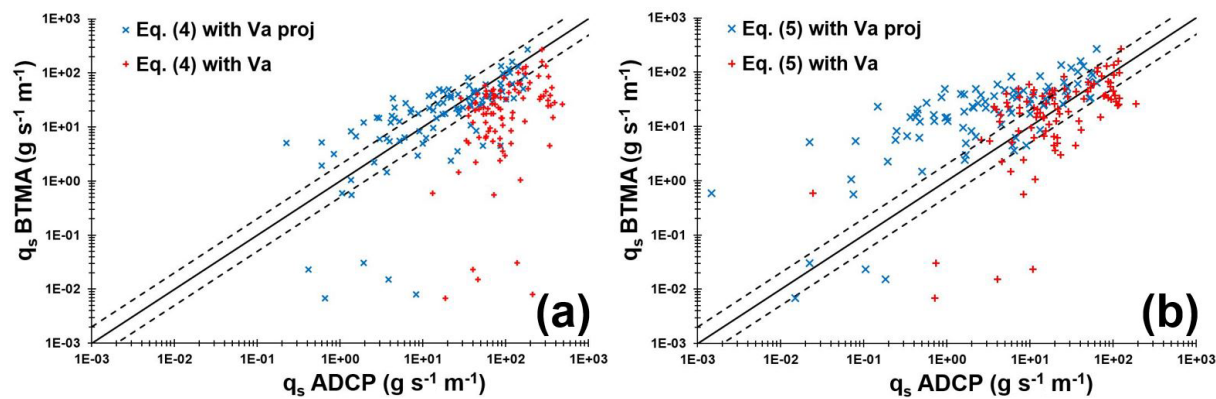 1E+03
1E+02
1E+01
1E+00
1E-01
1E-02
1E-03
qₛ BTMA (g s⁻¹ m⁻¹)
Eq. (4) with Va proj
Eq. (4) with Va
(a)
1E-03 1E-02 1E-01 1E+00 1E+01 1E+02 1E+03
qₛ ADCP (g s⁻¹ m⁻¹)
1E+03
1E+02
1E+01
1E+00
1E-01
1E-02
1E-03
qₛ BTMA (g s⁻¹ m⁻¹)
Eq. (5) with Va proj
Eq. (5) with Va
(b)
1E-03 1E-02 1E-01 1E+00 1E+01 1E+02 1E+03
qₛ ADCP (g s⁻¹ m⁻¹)